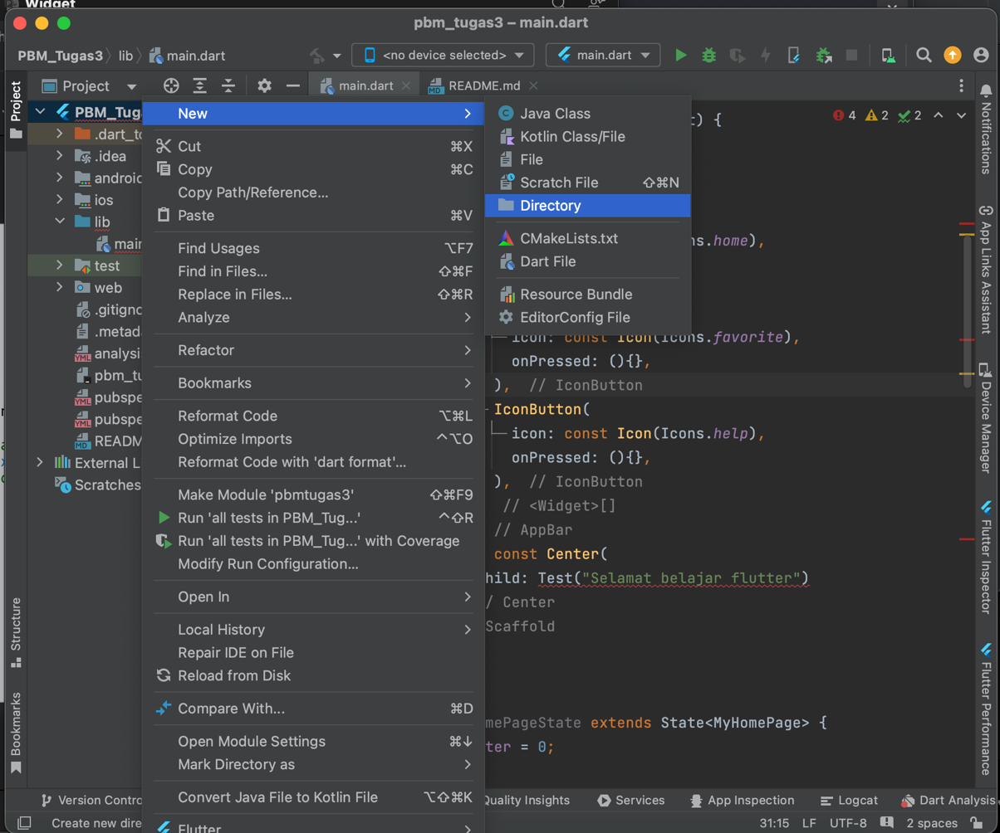 Widget
pbm_tugas3 – main.dart
PBM_Tugas3 lib main.dart
<no device selected> main.dart
Project
main.dart
README.md
Project
PBM_Tuga
.dart_to
.idea
android
ios
lib
main
test
web
.gitigno
.metad
analysi
pbm_tu
pubspe
pubspe
READM
External L
Scratches
New
Cut ⌘X
Copy ⌘C
Copy Path/Reference...
Paste ⌘V
Find Usages ⌥F7
Find in Files... ⇧⌘F
Replace in Files... ⇧⌘R
Analyze
Refactor
Bookmarks
Reformat Code ⌥⌘L
Optimize Imports ^⌥O
Reformat Code with 'dart format'...
Make Module 'pbmtugas3' ⇧⌘F9
Run 'all tests in PBM_Tug...' ^⇧R
Run 'all tests in PBM_Tug...' with Coverage
Modify Run Configuration...
Open In
Local History
Repair IDE on File
Reload from Disk
Compare With... ⌘D
Open Module Settings ⌘↓
Mark Directory as
Convert Java File to Kotlin File ⌥⇧⌘K
Flutter
Java Class
Kotlin Class/File
File
Scratch File ⇧⌘N
Directory
CMakeLists.txt
Dart File
Resource Bundle
EditorConfig File
t) {
4 2 2
ns.home),
icon: const Icon(Icons.favorite),
onPressed: (){},
), // IconButton
IconButton(
icon: const Icon(Icons.help),
onPressed: (){},
), // IconButton
// <Widget>[]
// AppBar
const Center(
hild: Test("Selamat belajar flutter")
/ Center
Scaffold
mePageState extends State<MyHomePage> {
ter = 0;
Notifications
App Links Assistant
Device Manager
Flutter Inspector
Flutter Performance
Structure
Bookmarks
Version Contro
Quality Insights
Services
App Inspection
Logcat
Dart Analysis
Create new dire
31:15 LF UTF-8 2 spaces